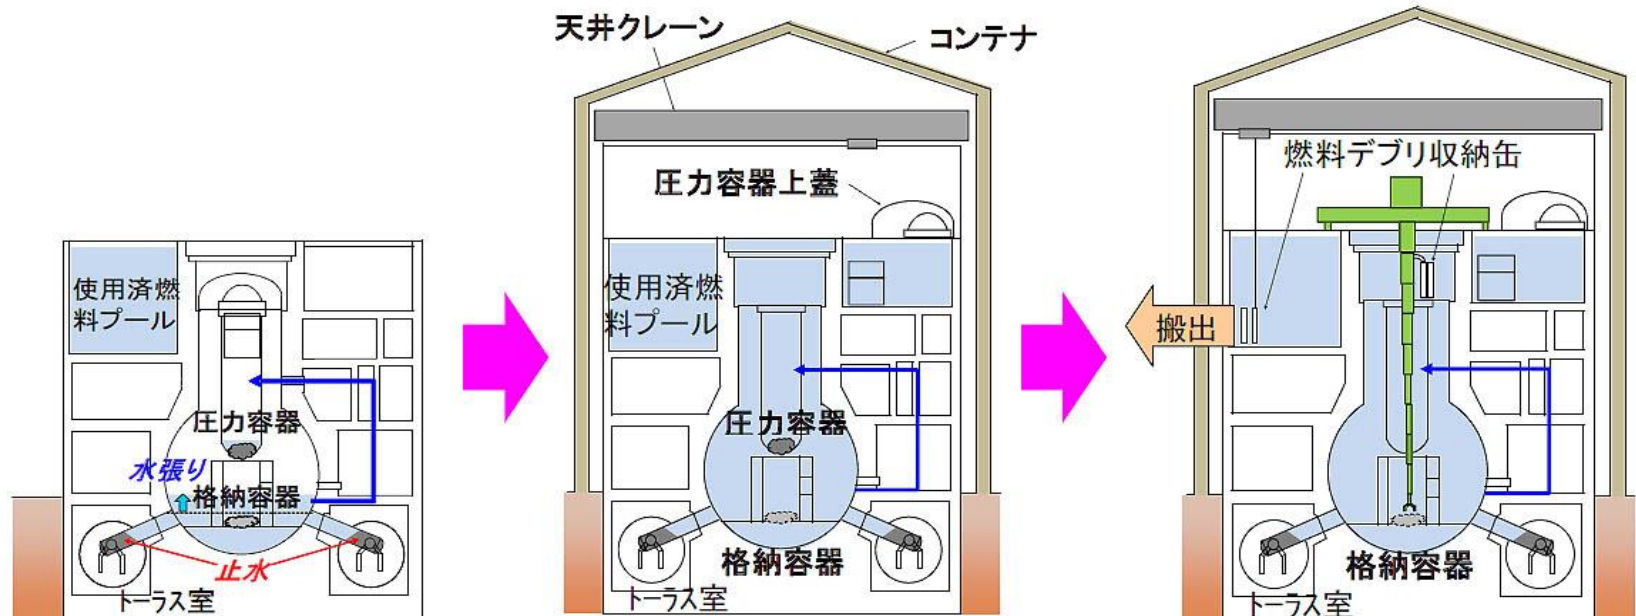 使用済燃
料プール
圧力容器
水張り
格納容器
止水
トーラス室
天井クレーン
コンテナ
圧力容器上蓋
使用済燃
料プール
圧力容器
格納容器
トーラス室
燃料デブリ収納缶
搬出
格納容器
トーラス室